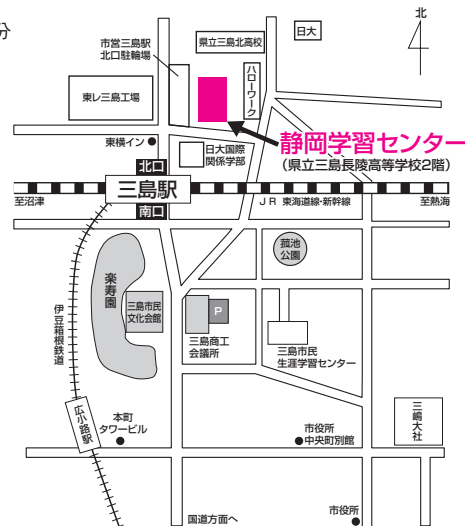 分
北
市営三島駅
北口駐輪場
県立三島北高校
日大
東レ三島工場
ハローワーク
東横イン
日大国際
関係学部
静岡学習センター
(県立三島長陵高等学校2階)
北口
三島駅
南口
至沼津
JR 東海道線・新幹線
至熱海
菰池
公園
楽寿園
三島市民
文化会館
P
三島商工
会議所
三島市民
生涯学習センター
伊豆箱根鉄道
広小路駅
本町
タワービル
市役所
中央町別館
三嶋大社
国道方面へ
市役所